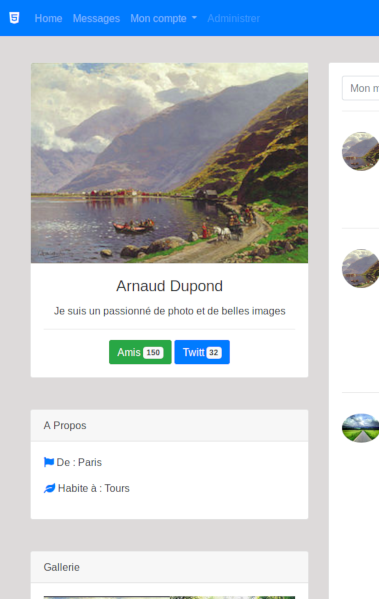 Home Messages Mon compte Administrer
Mon m
Arnaud Dupond
Je suis un passionné de photo et de belles images
Amis 150 Twitt 32
A Propos
De : Paris
Habite à : Tours
Gallerie